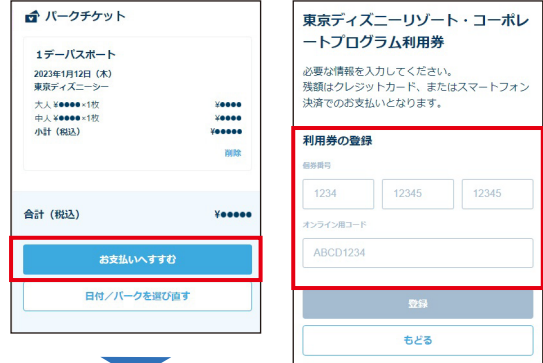 パークチケット
1デーパスポート
2023年1月12日（木）
東京ディズニーシー
大人 ¥●●●● ×1枚 ¥●●●●
中人 ¥●●●● ×1枚 ¥●●●●
小計（税込） ¥●●●●●
削除
合計（税込） ¥●●●●●
お支払いへすすむ
日付／パークを選び直す
東京ディズニーリゾート・コーポレ
ートプログラム利用券
必要な情報を入力してください。
残額はクレジットカード、またはスマートフォン
決済でのお支払いとなります。
利用券の登録
個券番号
1234 12345 12345
オンライン用コード
ABCD1234
登録
もどる